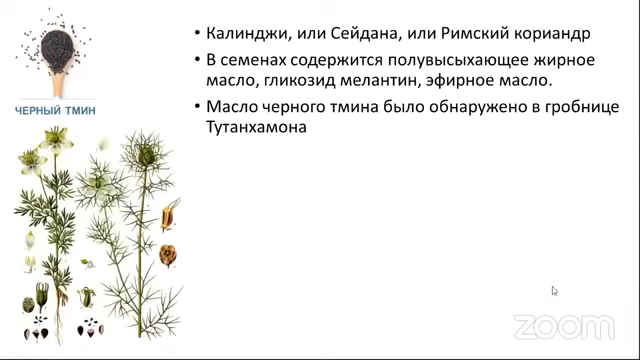 • Калинджи, или Сейдана, или Римский кориандр
• В семенах содержится полувысыхающее жирное
масло, гликозид мелантин, эфирное масло.
• Масло черного тмина было обнаружено в гробнице
Тутанхамона
ЧЕРНЫЙ ТМИН
zoom